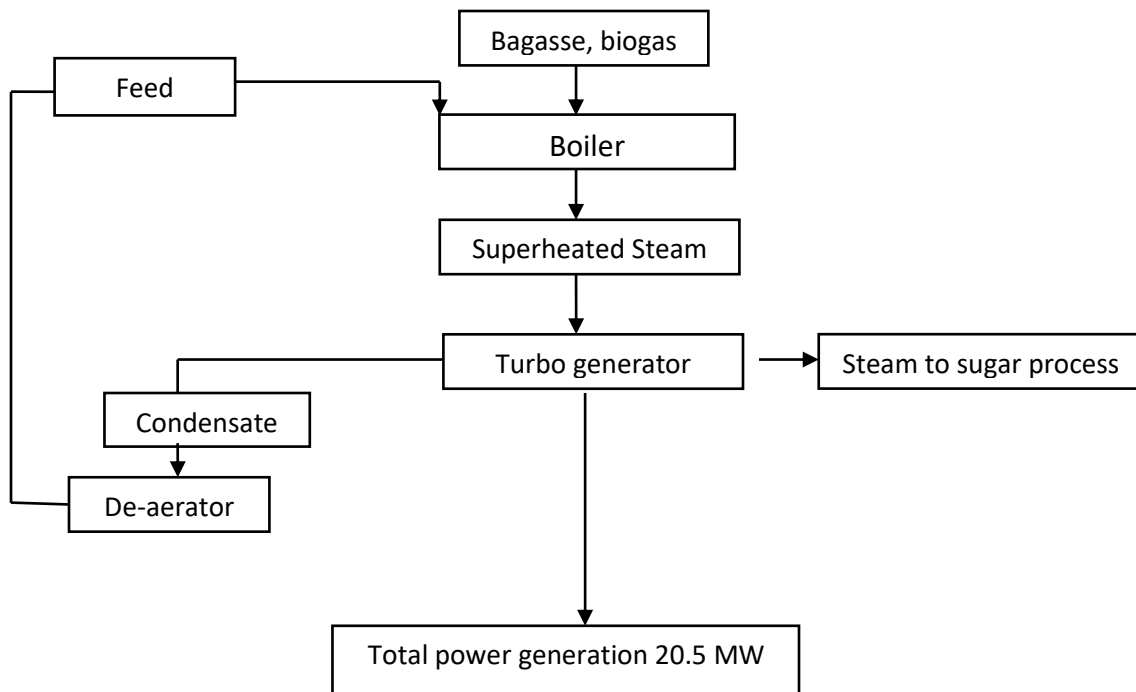 Bagasse, biogas
Feed
Boiler
Superheated Steam
Turbo generator
Steam to sugar process
Condensate
De-aerator
Total power generation 20.5 MW